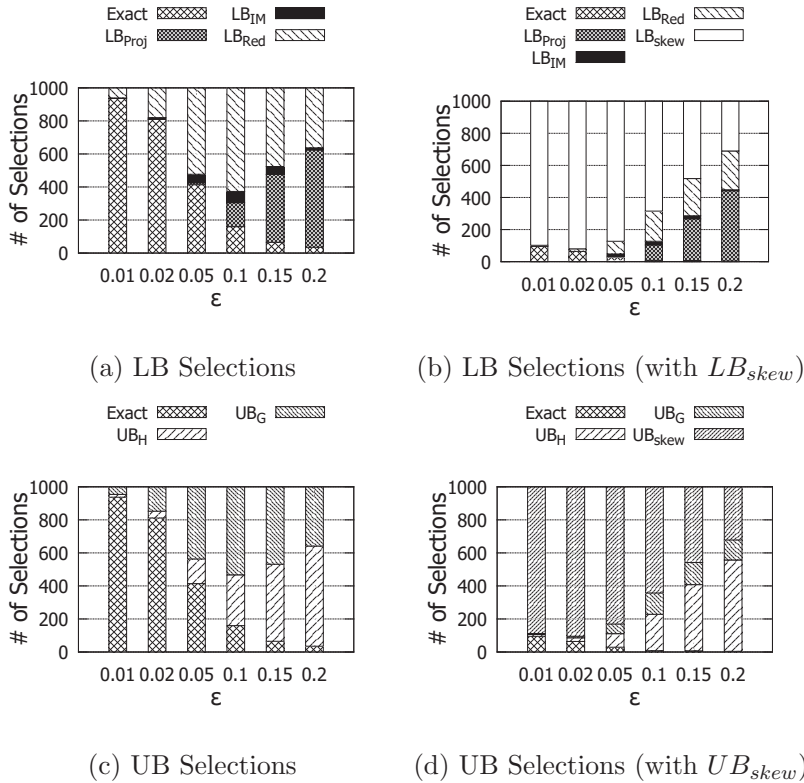 Exact LB_IM
LB_Proj LB_Red
# of Selections
1000
800
600
400
200
0
0.01 0.02 0.05 0.1 0.15 0.2
ε
(a) LB Selections
Exact LB_Red
LB_Proj LB_skew
LB_IM
# of Selections
1000
800
600
400
200
0
0.01 0.02 0.05 0.1 0.15 0.2
ε
(b) LB Selections (with LB_skew)
Exact UB_G
UB_H
# of Selections
1000
800
600
400
200
0
0.01 0.02 0.05 0.1 0.15 0.2
ε
(c) UB Selections
Exact UB_G
UB_H UB_skew
# of Selections
1000
800
600
400
200
0
0.01 0.02 0.05 0.1 0.15 0.2
ε
(d) UB Selections (with UB_skew)